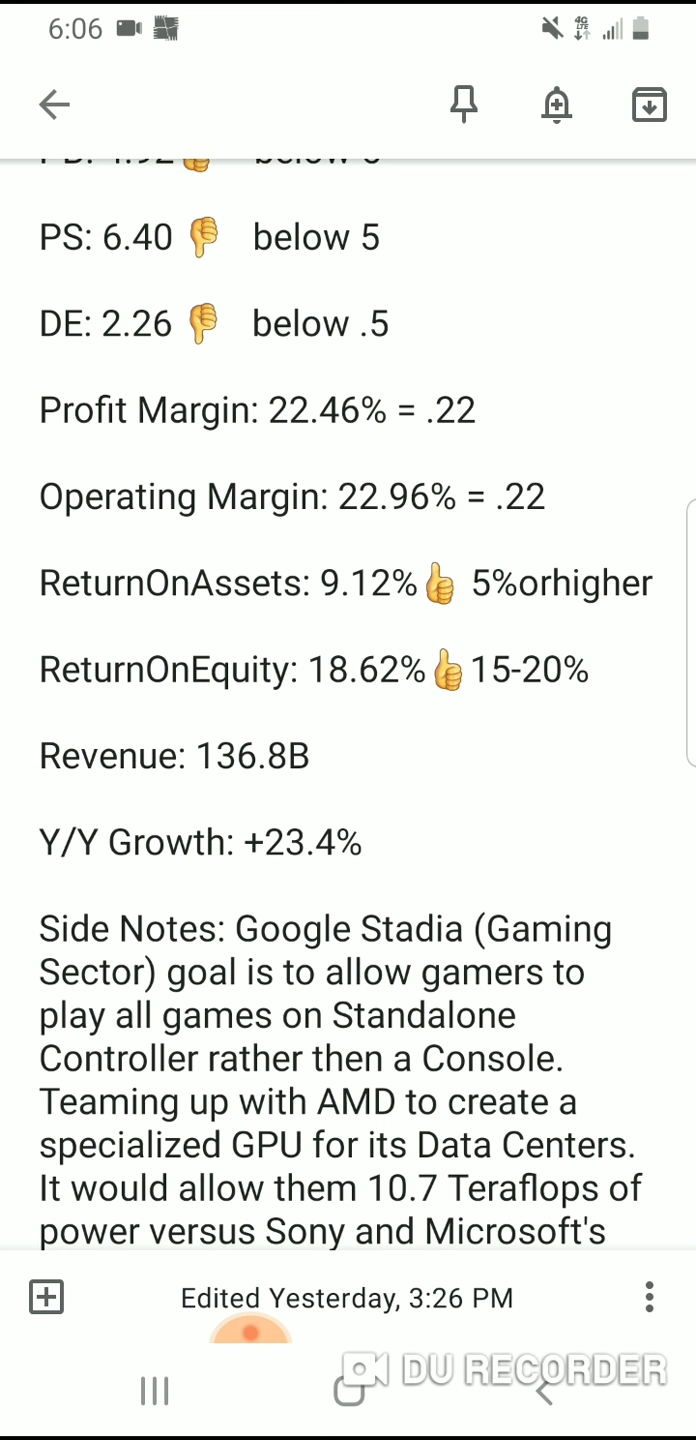 6:06
4G LTE
PS: 6.40 👎 below 5
DE: 2.26 👎 below .5
Profit Margin: 22.46% = .22
Operating Margin: 22.96% = .22
ReturnOnAssets: 9.12%👍 5%orhigher
ReturnOnEquity: 18.62%👍15-20%
Revenue: 136.8B
Y/Y Growth: +23.4%
Side Notes: Google Stadia (Gaming
Sector) goal is to allow gamers to
play all games on Standalone
Controller rather then a Console.
Teaming up with AMD to create a
specialized GPU for its Data Centers.
It would allow them 10.7 Teraflops of
power versus Sony and Microsoft's
Edited Yesterday, 3:26 PM
DU RECORDER